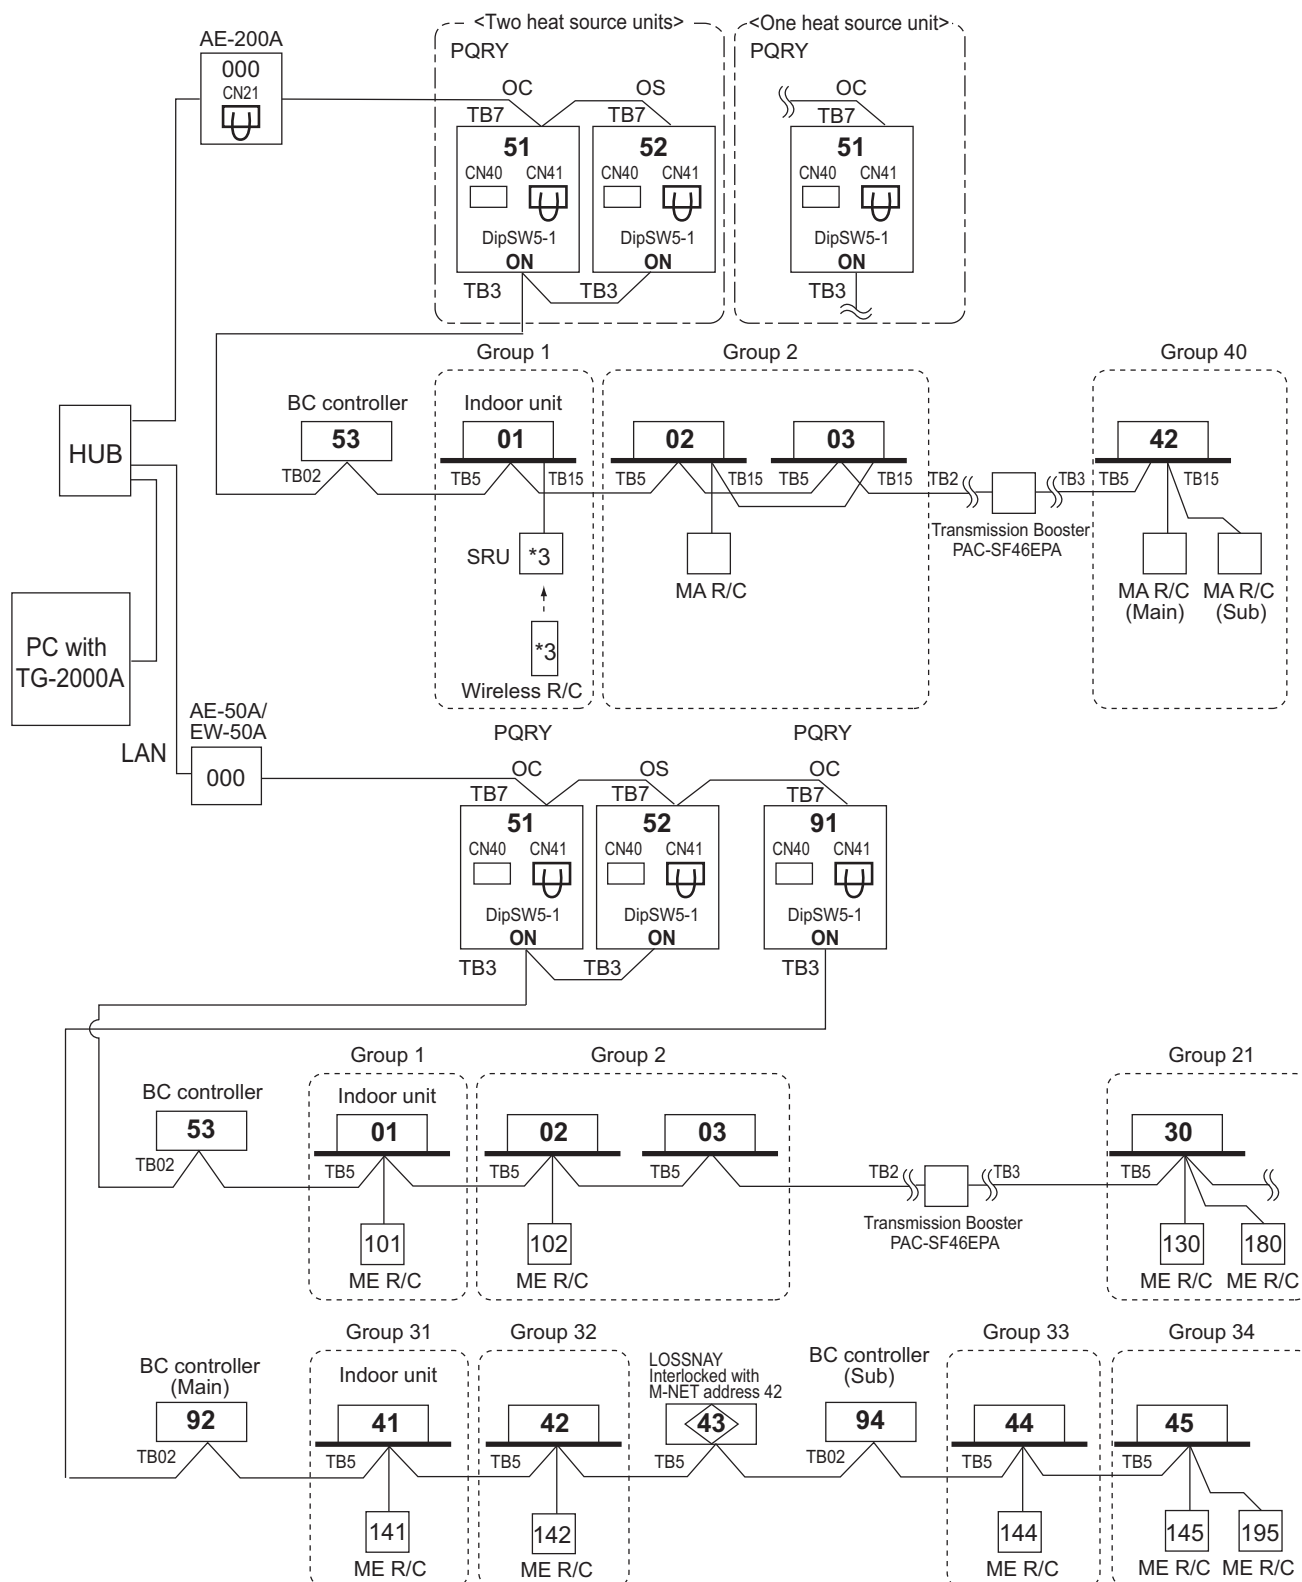 <Two heat source units>
<One heat source unit>
AE-200A
000
CN21
PQRY
OC
OS
TB7
TB7
51
52
CN40
CN41
CN40
CN41
DipSW5-1
DipSW5-1
ON
ON
TB3
TB3
PQRY
OC
TB7
51
CN40
CN41
DipSW5-1
ON
TB3
HUB
PC with
TG-2000A
LAN
BC controller
53
TB02
Group 1
Indoor unit
01
TB5
TB15
SRU
*3
*3
Wireless R/C
Group 2
02
03
TB5
TB15
TB5
TB15
MA R/C
TB2
TB3
Transmission Booster
PAC-SF46EPA
Group 40
42
TB5
TB15
MA R/C
(Main)
MA R/C
(Sub)
AE-50A/
EW-50A
000
PQRY
PQRY
OC
OS
OC
TB7
TB7
TB7
51
52
91
CN40
CN41
CN40
CN41
CN40
CN41
DipSW5-1
DipSW5-1
DipSW5-1
ON
ON
ON
TB3
TB3
TB3
BC controller
53
TB02
Group 1
Indoor unit
01
TB5
101
ME R/C
Group 2
02
03
TB5
TB5
102
ME R/C
TB2
TB3
Transmission Booster
PAC-SF46EPA
Group 21
30
TB5
130
180
ME R/C
ME R/C
BC controller
(Main)
92
TB02
Group 31
Indoor unit
41
TB5
141
ME R/C
Group 32
42
TB5
142
ME R/C
LOSSNAY
Interlocked with
M-NET address 42
43
TB5
BC controller
(Sub)
94
TB02
Group 33
44
TB5
144
ME R/C
Group 34
45
TB5
145
195
ME R/C
ME R/C